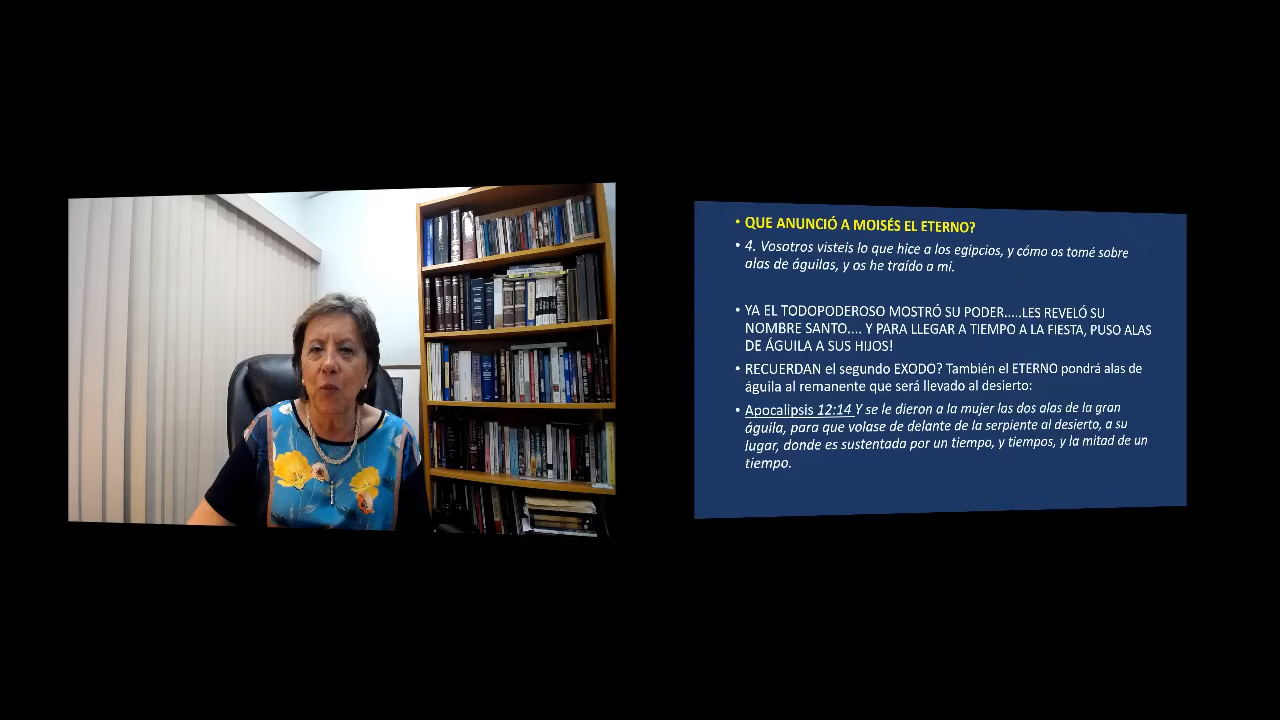 • QUE ANUNCIÓ A MOISÉS EL ETERNO?
• 4. Vosotros visteis lo que hice a los egipcios, y cómo os tomé sobre
alas de águilas, y os he traído a mí.
• YA EL TODOPODEROSO MOSTRÓ SU PODER.....LES REVELÓ SU
NOMBRE SANTO.... Y PARA LLEGAR A TIEMPO A LA FIESTA, PUSO ALAS
DE ÁGUILA A SUS HIJOS!
• RECUERDAN el segundo EXODO? También el ETERNO pondrá alas de
águila al remanente que será llevado al desierto:
• Apocalipsis 12:14 Y se le dieron a la mujer las dos alas de la gran
águila, para que volase de delante de la serpiente al desierto, a su
lugar, donde es sustentada por un tiempo, y tiempos, y la mitad de un
tiempo.